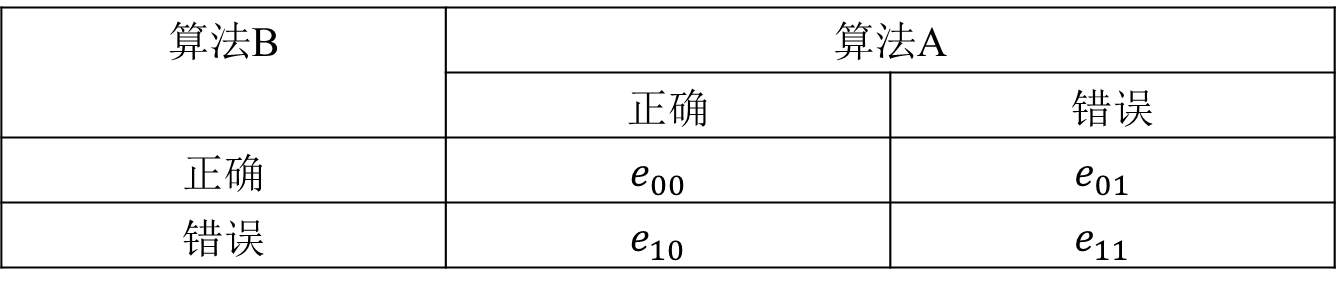 算法B 算法A
正确 错误
正确 e₀₀ e₀₁
错误 e₁₀ e₁₁